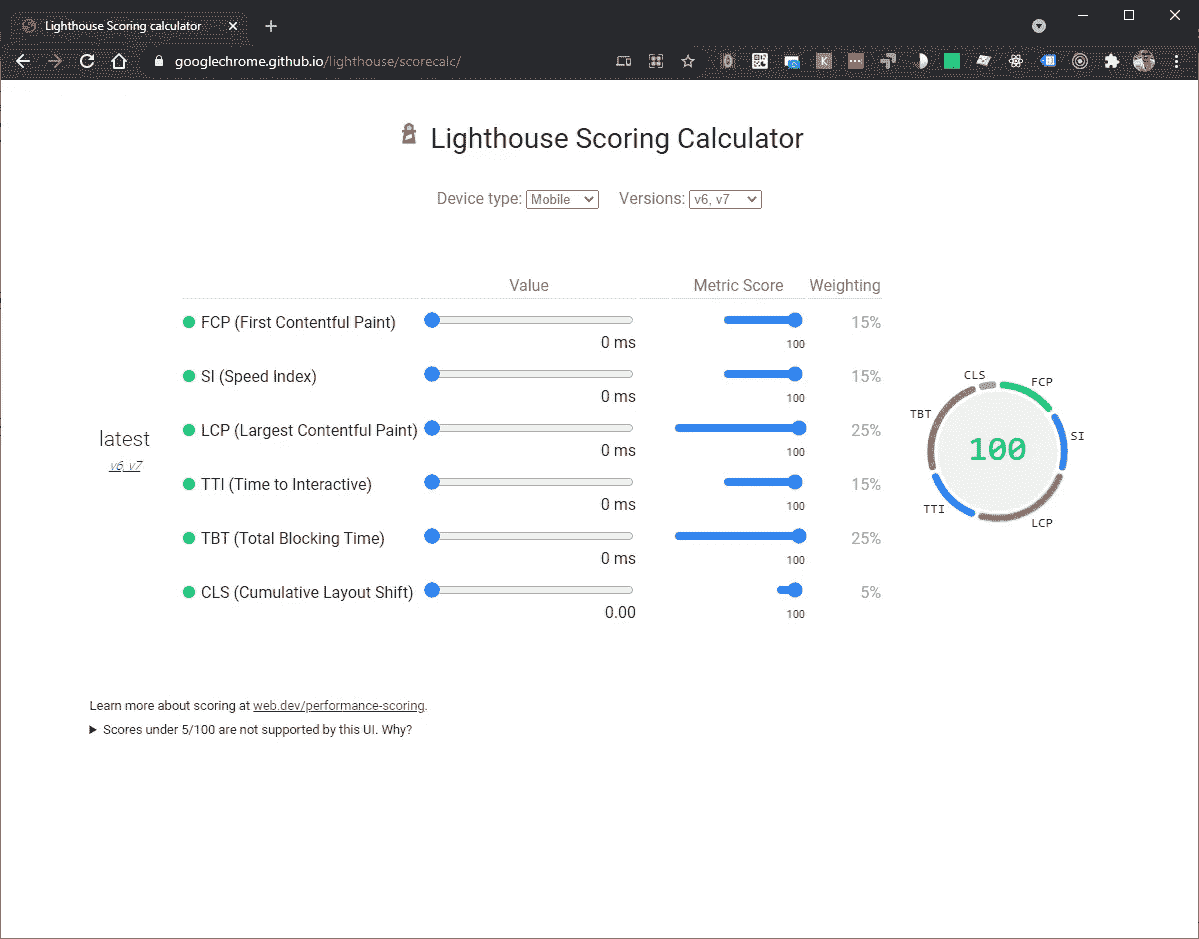 Lighthouse Scoring calculator
googlechrome.github.io/lighthouse/scorecalc/
Lighthouse Scoring Calculator
Device type: Mobile Versions: v6, v7
Value Metric Score Weighting
FCP (First Contentful Paint) 15%
0 ms 100
SI (Speed Index) 15%
0 ms 100
LCP (Largest Contentful Paint) 25%
0 ms 100
TTI (Time to Interactive) 15%
0 ms 100
TBT (Total Blocking Time) 25%
0 ms 100
CLS (Cumulative Layout Shift) 5%
0.00 100
latest
v6, v7
CLS FCP
TBT SI
100
TTI LCP
Learn more about scoring at web.dev/performance-scoring.
Scores under 5/100 are not supported by this UI. Why?